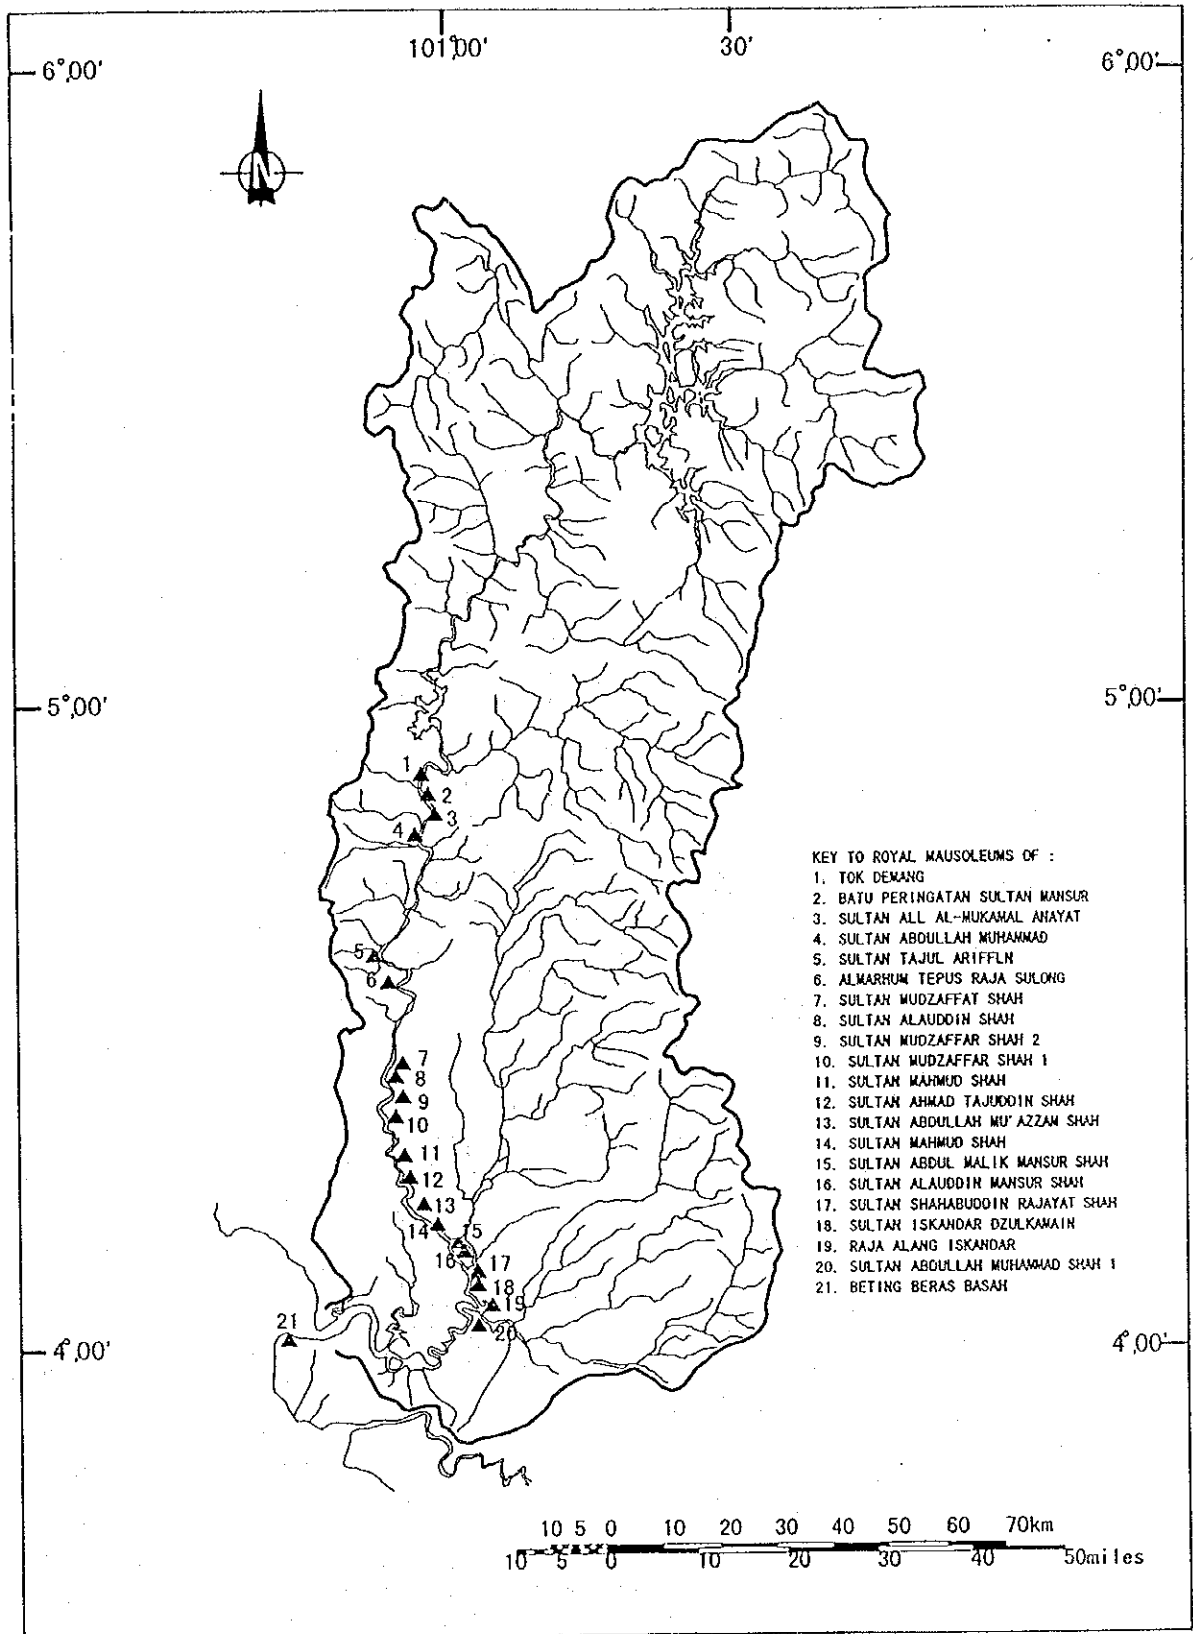 101°00' 30'
6°00' 6°00'
N
5°00' 5°00'
1
2
3
4
5
6
7
8
9
10
11
12
13
14 15
16
17
18
19
20
21
4°00' 4°00'
KEY TO ROYAL MAUSOLEUMS OF :
1. TOK DEMANG
2. BATU PERINGATAN SULTAN MANSUR
3. SULTAN ALL AL-MUKAMAL ANAYAT
4. SULTAN ABDULLAH MUHAMMAD
5. SULTAN TAJUL ARIFFLN
6. ALMARHUM TEPUS RAJA SULONG
7. SULTAN MUDZAFFAT SHAH
8. SULTAN ALAUDDIN SHAH
9. SULTAN MUDZAFFAR SHAH 2
10. SULTAN MUDZAFFAR SHAH 1
11. SULTAN MAHMUD SHAH
12. SULTAN AHMAD TAJUDDIN SHAH
13. SULTAN ABDULLAH MU'AZZAM SHAH
14. SULTAN MAHMUD SHAH
15. SULTAN ABDUL MALIK MANSUR SHAH
16. SULTAN ALAUDDIN MANSUR SHAH
17. SULTAN SHAHABUDDIN RAJAYAT SHAH
18. SULTAN ISKANDAR DZULKAMAIN
19. RAJA ALANG ISKANDAR
20. SULTAN ABDULLAH MUHAMMAD SHAH 1
21. BETING BERAS BASAH
10 5 0 10 20 30 40 50 60 70km
10 5 0 10 20 30 40 50miles